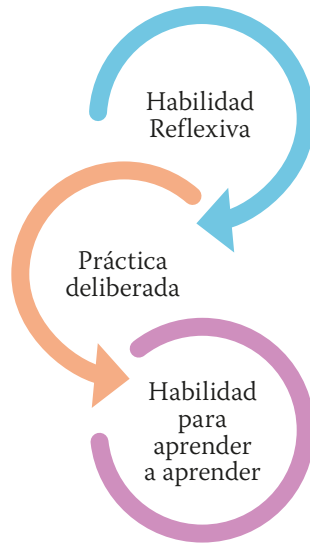 Habilidad
Reflexiva
Práctica
deliberada
Habilidad
para
aprender
a aprender